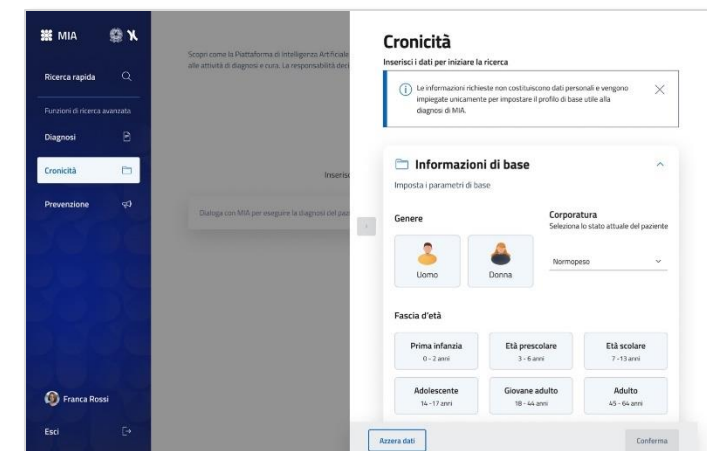 MIA
Ricerca rapida
Funzioni di ricerca avanzata
Diagnosi
Cronicità
Prevenzione
Franca Rossi
Esci
Scopri come la Piattaforma di Intelligenza Artificiale
alle attività di diagnosi e cura. La responsabilità deci
Inserisc
Dialoga con MIA per eseguire la diagnosi del paz
Cronicità
Inserisci i dati per iniziare la ricerca
Le informazioni richieste non costituiscono dati personali e vengono
impiegate unicamente per impostare il profilo di base utile alla
diagnosi di MIA.
Informazioni di base
Imposta i parametri di base
Genere
Uomo
Donna
Corporatura
Seleziona lo stato attuale del paziente
Normopeso
Fascia d'età
Prima infanzia
0 - 2 anni
Età prescolare
3 - 6 anni
Età scolare
7 -13 anni
Adolescente
14 -17 anni
Giovane adulto
18 - 44 anni
Adulto
45 - 64 anni
Azzera dati
Conferma